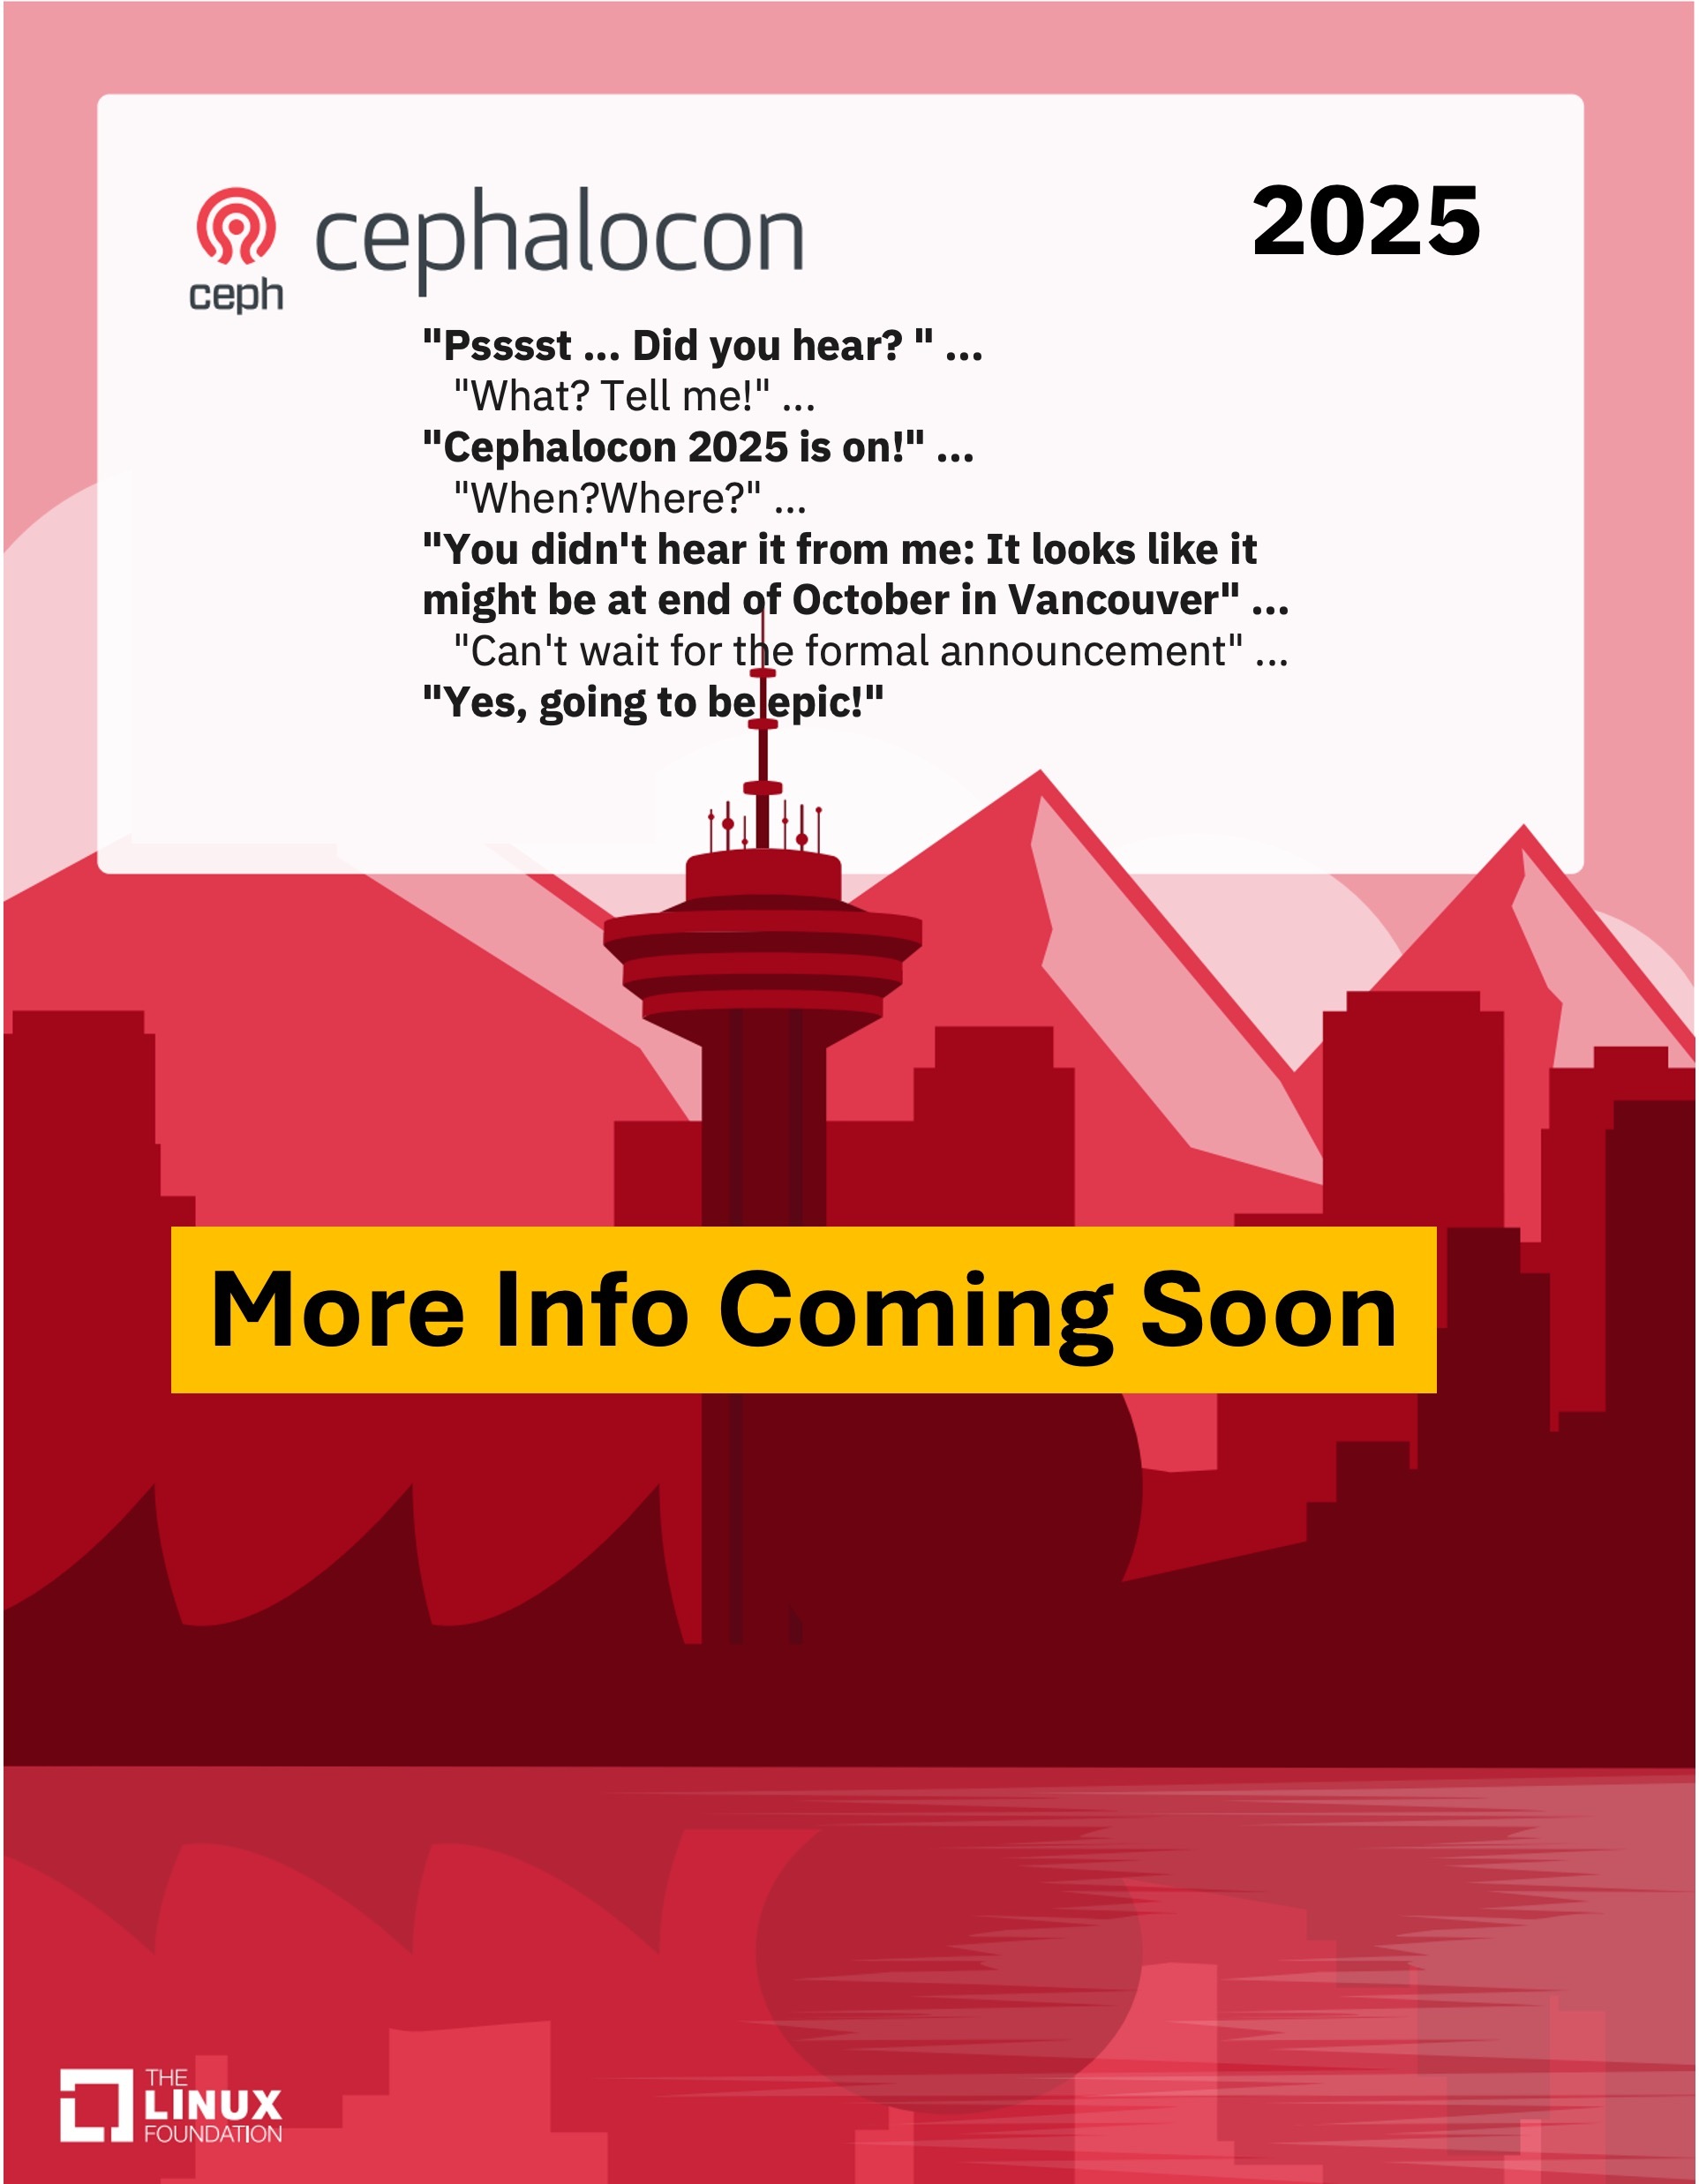 ceph
cephalocon
2025
"Psssst ... Did you hear? " ...
"What? Tell me!" ...
"Cephalocon 2025 is on!" ...
"When?Where?" ...
"You didn't hear it from me: It looks like it
might be at end of October in Vancouver" ...
"Can't wait for the formal announcement" ...
"Yes, going to be epic!"
More Info Coming Soon
THE
LINUX
FOUNDATION